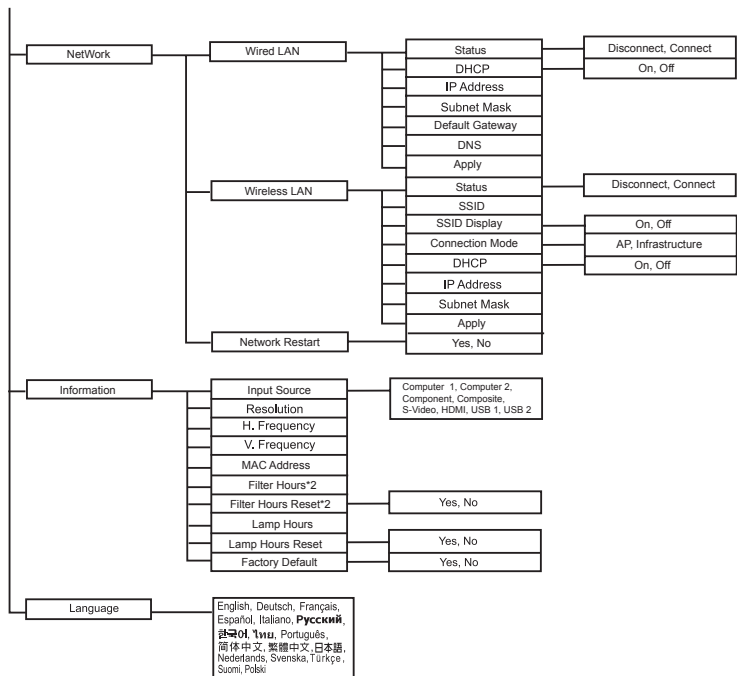 NetWork
Wired LAN
Status
Disconnect, Connect
DHCP
On, Off
IP Address
Subnet Mask
Default Gateway
DNS
Apply
Wireless LAN
Status
Disconnect, Connect
SSID
SSID Display
On, Off
Connection Mode
AP, Infrastructure
DHCP
On, Off
IP Address
Subnet Mask
Apply
Network Restart
Yes, No
Information
Input Source
Computer 1, Computer 2,
Component, Composite,
S-Video, HDMI, USB 1, USB 2
Resolution
H. Frequency
V. Frequency
MAC Address
Filter Hours*2
Filter Hours Reset*2
Yes, No
Lamp Hours
Lamp Hours Reset
Yes, No
Factory Default
Yes, No
Language
English, Deutsch, Français,
Español, Italiano, Русский,
한국어, ไทย, Português,
简体中文, 繁體中文, 日本語,
Nederlands, Svenska, Türkçe,
Suomi, Polski